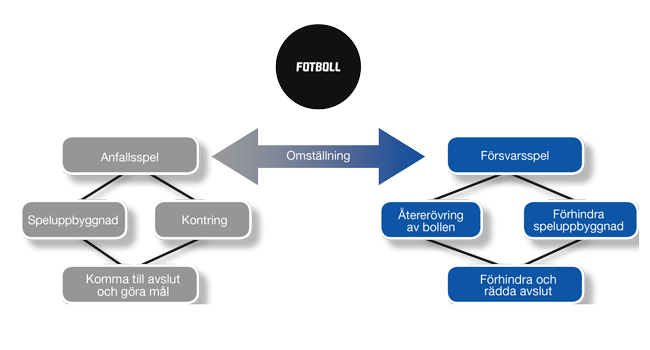 FOTBOLL
Anfallsspel
Omställning
Försvarsspel
Speluppbyggnad
Kontring
Återerövring
av bollen
Förhindra
speluppbyggnad
Komma till avslut
och göra mål
Förhindra och
rädda avslut